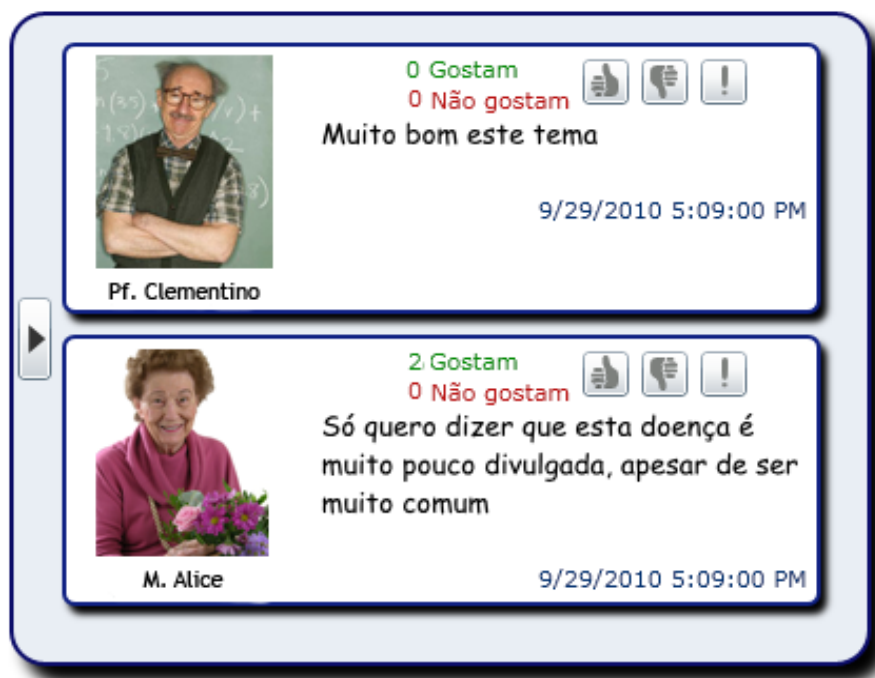 0 Gostam
0 Não gostam
Muito bom este tema
9/29/2010 5:09:00 PM
Pf. Clementino
2 Gostam
0 Não gostam
Só quero dizer que esta doença é
muito pouco divulgada, apesar de ser
muito comum
9/29/2010 5:09:00 PM
M. Alice